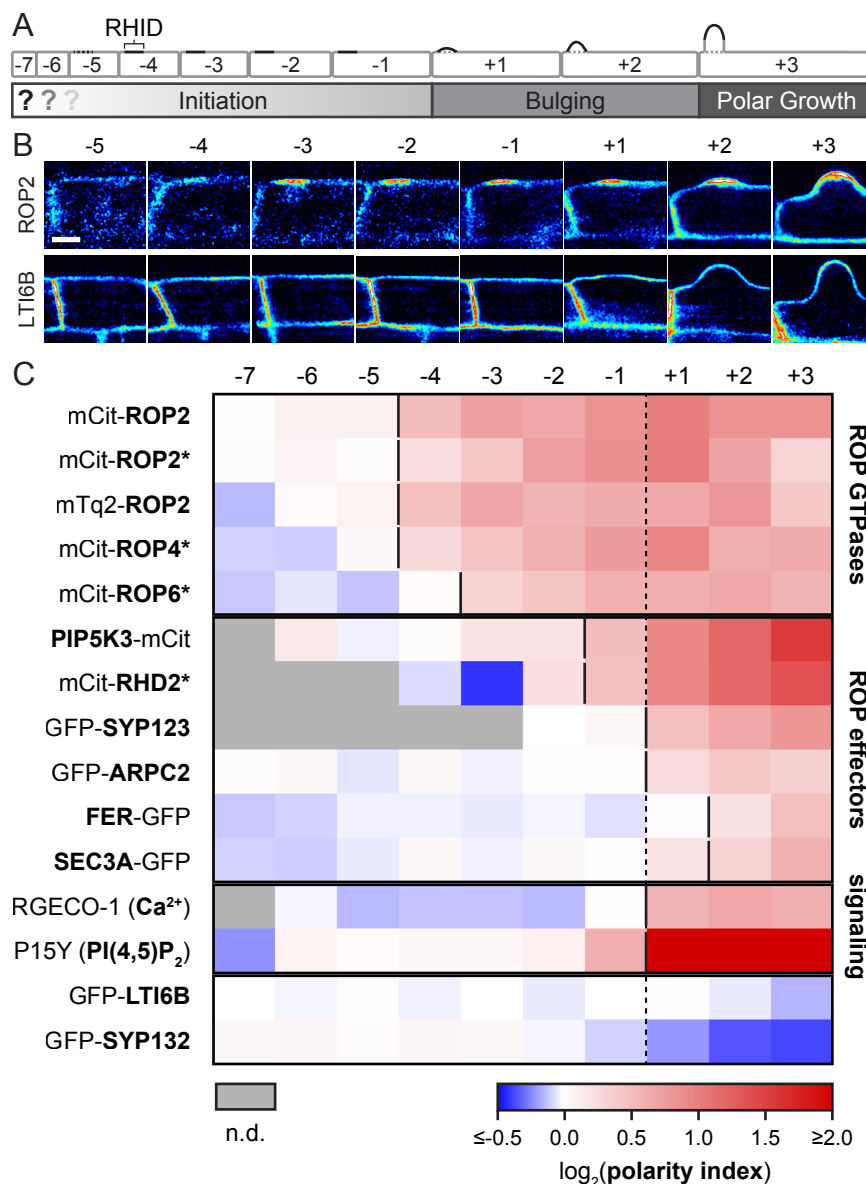 A
RHID
-7 -6 -5 -4 -3 -2 -1 +1 +2 +3
? ? ? Initiation Bulging Polar Growth
B
-5 -4 -3 -2 -1 +1 +2 +3
ROP2
LTI6B
C
-7 -6 -5 -4 -3 -2 -1 +1 +2 +3
mCit-ROP2
mCit-ROP2*
mTq2-ROP2
mCit-ROP4*
mCit-ROP6*
ROP GTPases
PIP5K3-mCit
mCit-RHD2*
GFP-SYP123
GFP-ARPC2
FER-GFP
SEC3A-GFP
ROP effectors
RGECO-1 (Ca²⁺)
P15Y (PI(4,5)P₂)
signalling
GFP-LTI6B
GFP-SYP132
n.d.
≤-0.5 0.0 0.5 1.0 1.5 ≥2.0
log₂(polarity index)